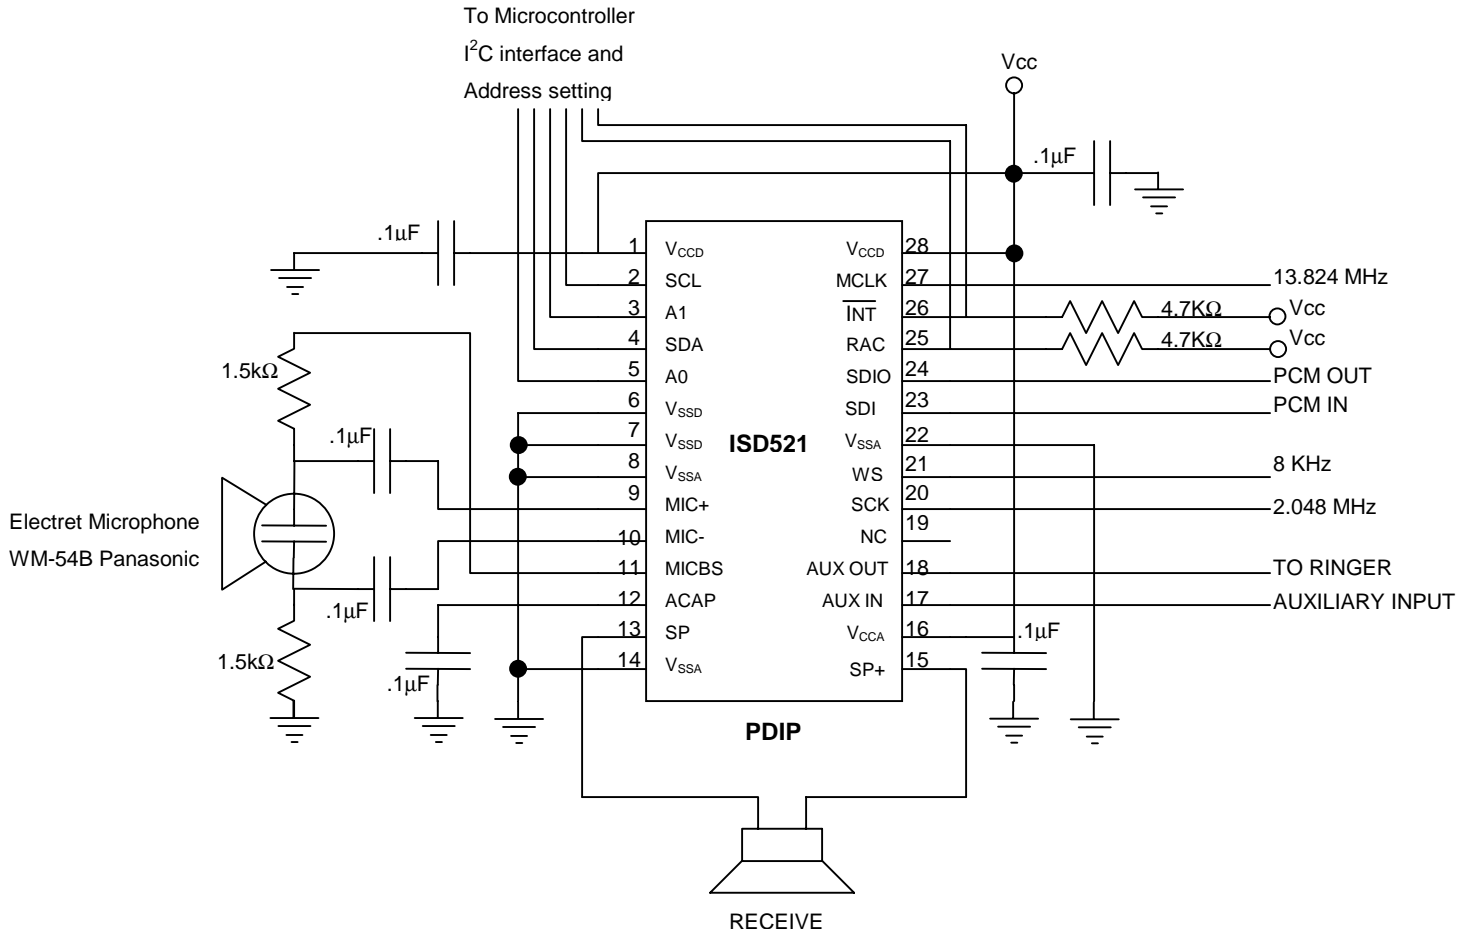 To Microcontroller
I2C interface and
Address setting
Vcc
.1μF
.1μF
1 VCCD VCCD 28
2 SCL MCLK 27 13.824 MHz
3 A1 INT 26 4.7KΩ Vcc
4 SDA RAC 25 4.7KΩ Vcc
5 A0 SDIO 24 PCM OUT
6 VSSD SDI 23 PCM IN
7 VSSD ISD521 VSSA 22
8 VSSA WS 21 8 KHz
9 MIC+ SCK 20 2.048 MHz
10 MIC- NC 19
11 MICBS AUX OUT 18 TO RINGER
12 ACAP AUX IN 17 AUXILIARY INPUT
13 SP VCCA 16 .1μF
14 VSSA SP+ 15
1.5kΩ
.1μF
Electret Microphone
WM-54B Panasonic
.1μF
1.5kΩ
.1μF
PDIP
RECEIVE